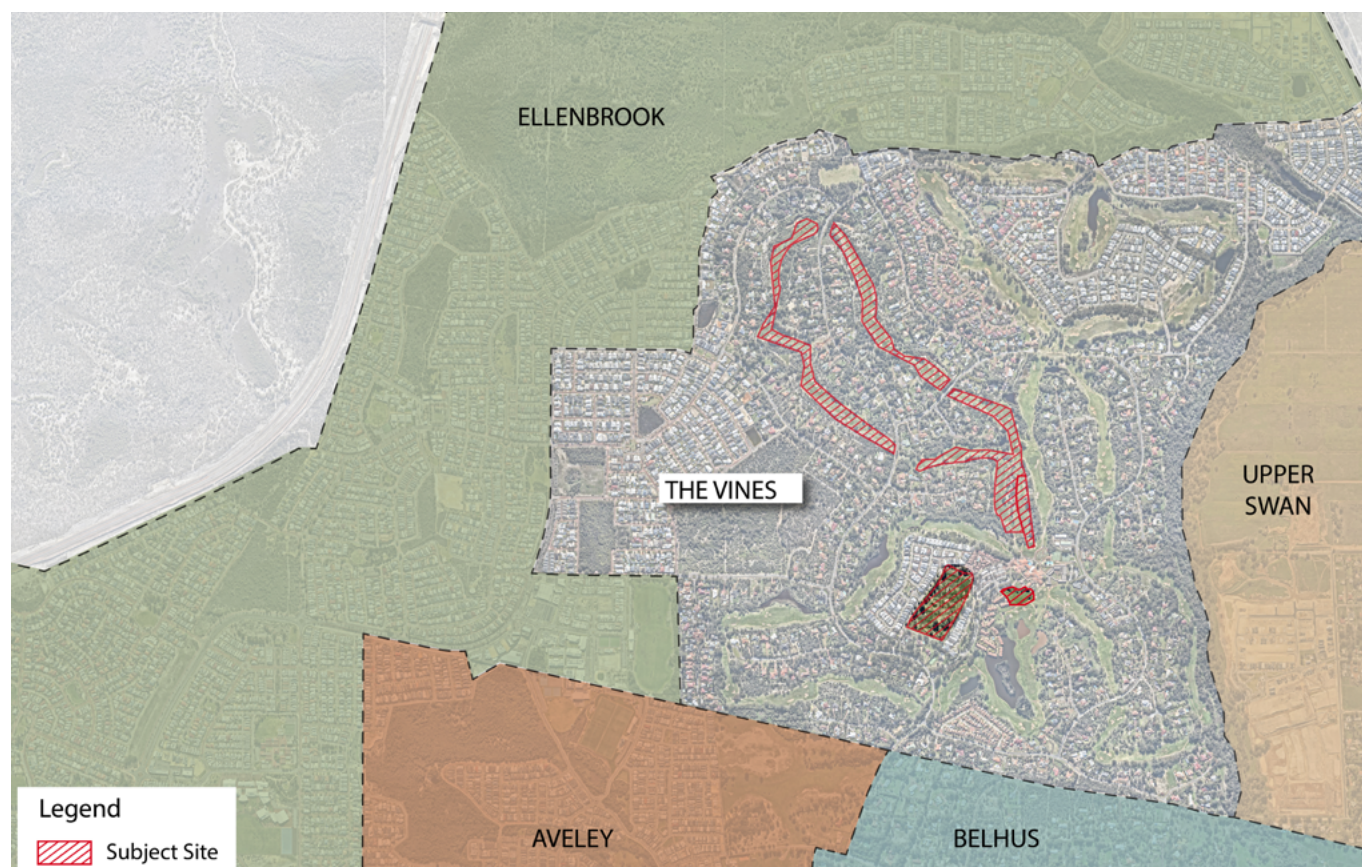 ELLENBROOK
THE VINES
UPPER
SWAN
Legend
Subject Site
AVELEY
BELHUS